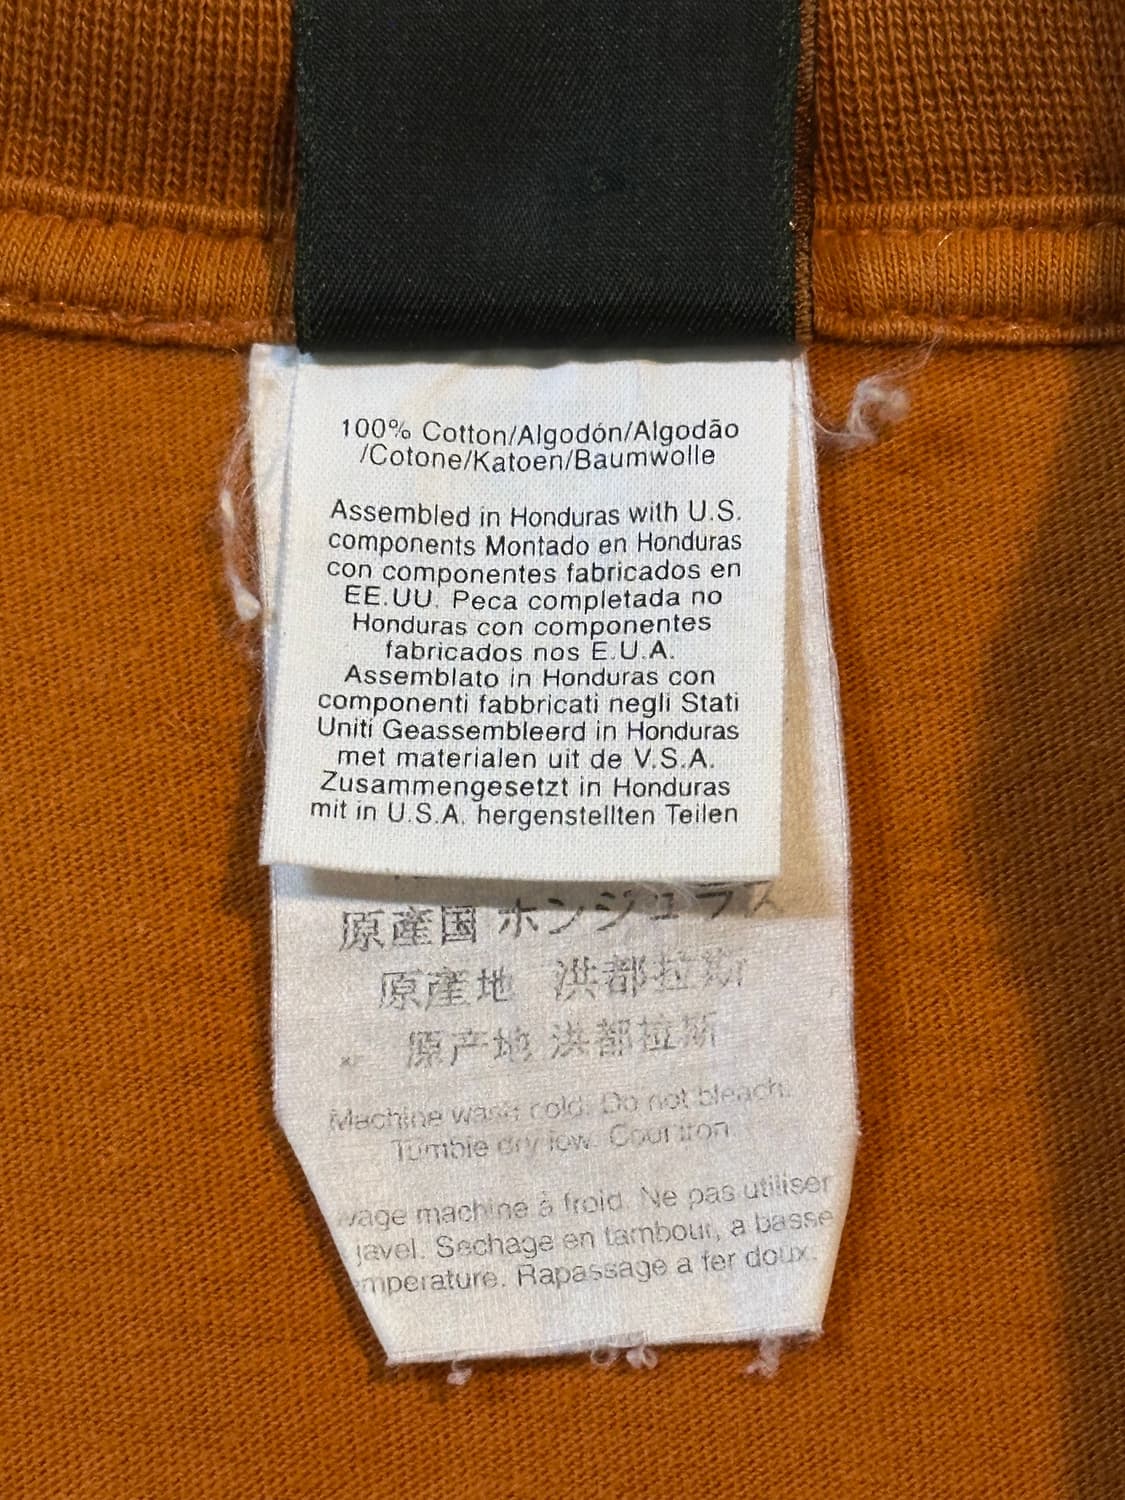 100% Cotton/Algodón/Algodão
/Cotone/Katoen/Baumwolle
Assembled in Honduras with U.S.
components Montado en Honduras
con componentes fabricados en
EE.UU. Peca completada no
Honduras con componentes
fabricados nos E.U.A.
Assemblato in Honduras con
componenti fabbricati negli Stati
Uniti Geassembleerd in Honduras
met materialen uit de V.S.A.
Zusammengesetzt in Honduras
mit in U.S.A. hergenstellten Teilen
原産国 ホンジュラス
原產地 洪都拉斯
原产地 洪都拉斯
Machine wash cold. Do not bleach.
Tumble dry low. Cool iron
machine à froid. Ne pas utiliser
javel. Sechage en tambour, a basse
Rapassage a fer doux.